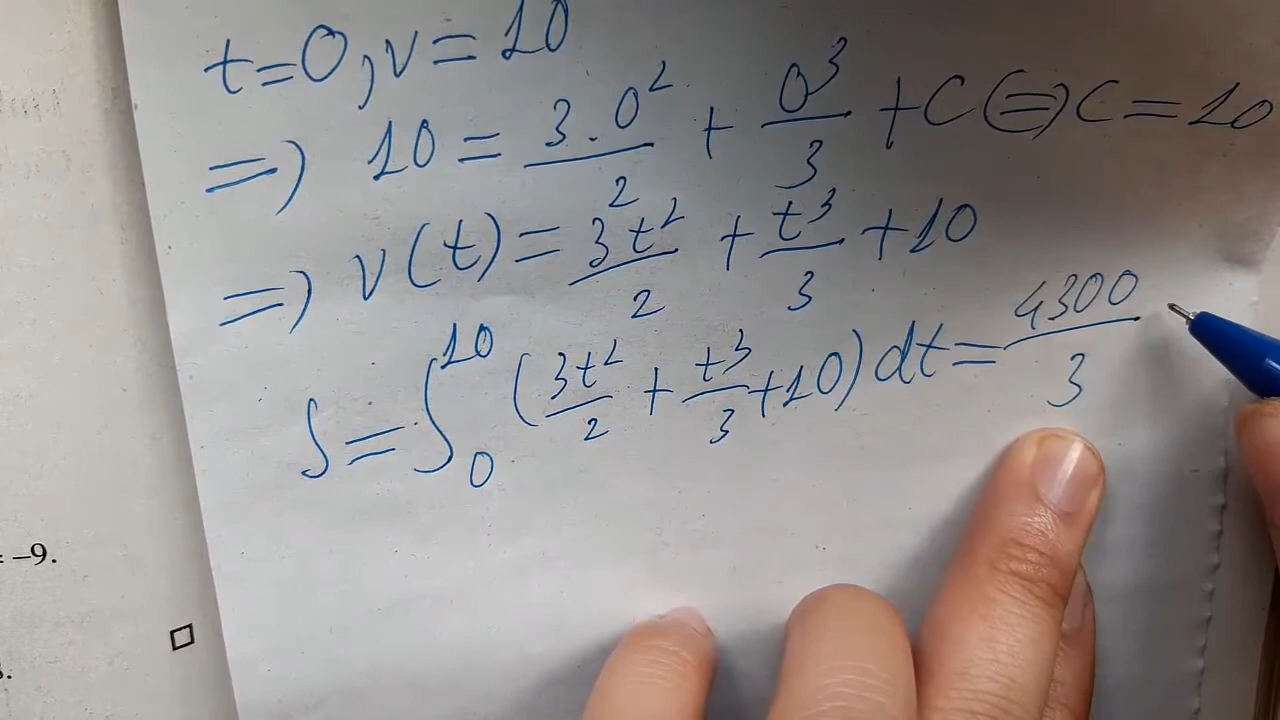 t=0, v=10
=> 10 = 3.0²/2 + 0³/3 + C <=> C = 10
=> v(t) = 3t²/2 + t³/3 + 10
S = ∫₀¹⁰ (3t²/2 + t³/3 + 10) dt = 4300/3
= -9.